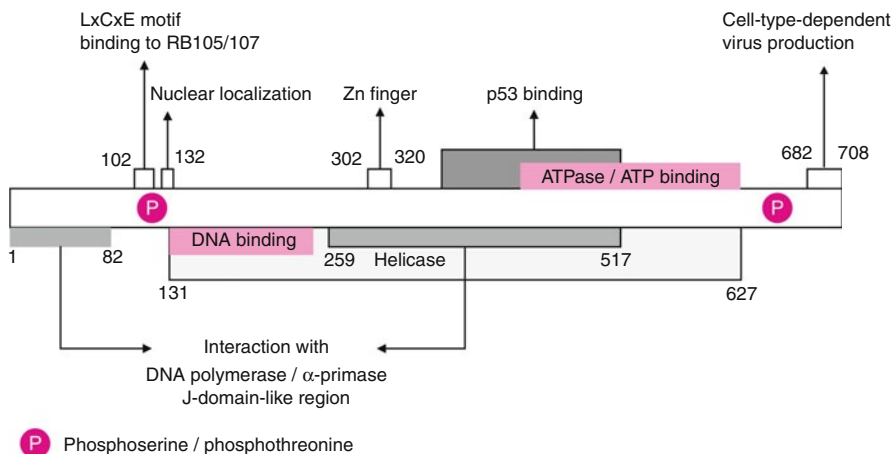 LxCxE motif
binding to RB105/107
Cell-type-dependent
virus production
Nuclear localization
Zn finger
p53 binding
102
132
302
320
682
708
ATPase / ATP binding
P
P
DNA binding
1
82
259
Helicase
517
131
627
Interaction with
DNA polymerase / α-primase
J-domain-like region
P Phosphoserine / phosphothreonine